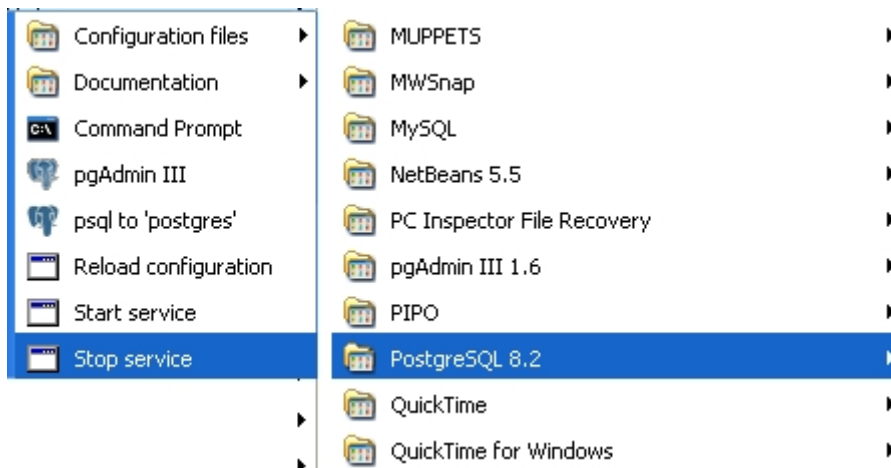 Configuration files
Documentation
Command Prompt
pgAdmin III
psql to 'postgres'
Reload configuration
Start service
Stop service
MUPPETS
MWSnap
MySQL
NetBeans 5.5
PC Inspector File Recovery
pgAdmin III 1.6
PIPO
PostgreSQL 8.2
QuickTime
QuickTime for Windows